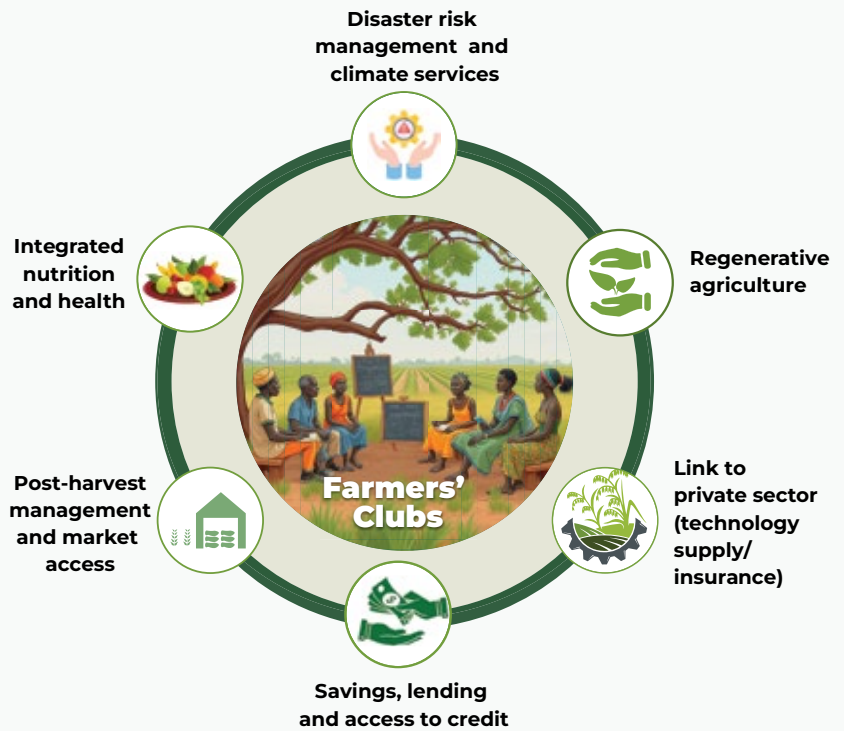 Disaster risk
management and
climate services
Regenerative
agriculture
Link to
private sector
(technology
supply/
insurance)
Savings, lending
and access to credit
Post-harvest
management
and market
access
Integrated
nutrition
and health
Farmers'
Clubs